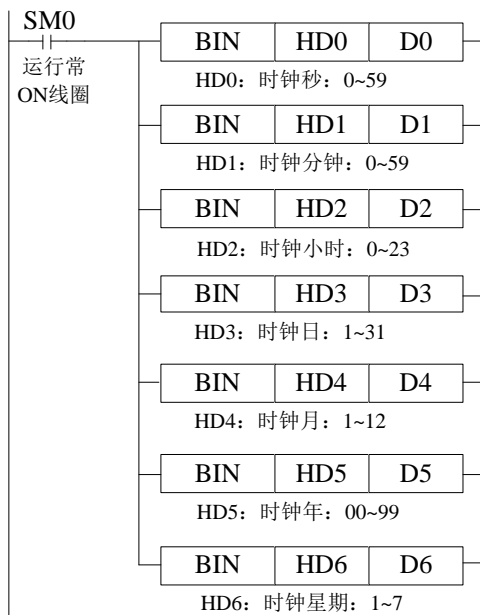 SM0
BIN HD0 D0
运行常
ON线圈
HD0：时钟秒：0~59
BIN HD1 D1
HD1：时钟分钟：0~59
BIN HD2 D2
HD2：时钟小时：0~23
BIN HD3 D3
HD3：时钟日：1~31
BIN HD4 D4
HD4：时钟月：1~12
BIN HD5 D5
HD5：时钟年：00~99
BIN HD6 D6
HD6：时钟星期：1~7